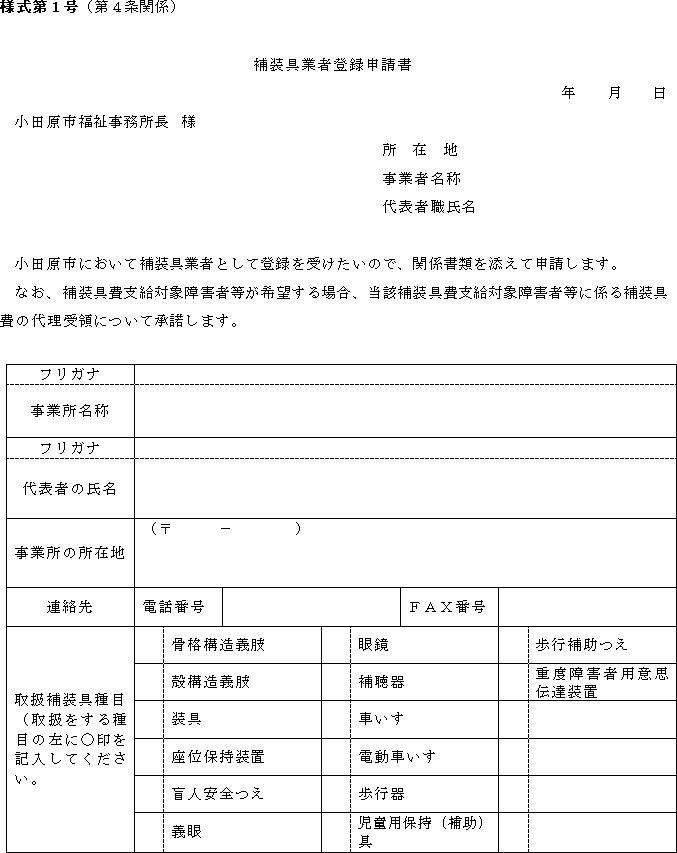 様式第１号（第４条関係）
補装具業者登録申請書
年　　月　　日
小田原市福祉事務所長　様
所　在　地
事業者名称
代表者職氏名
小田原市において補装具業者として登録を受けたいので、関係書類を添えて申請します。
なお、補装具費支給対象障害者等が希望する場合、当該補装具費支給対象障害者等に係る補装具
費の代理受領について承諾します。
フリガナ
事業所名称
フリガナ
代表者の氏名
事業所の所在地
（〒　　　－　　　　）
連絡先
電話番号
ＦＡＸ番号
取扱補装具種目
（取扱をする種
目の左に〇印を
記入してくださ
い。
骨格構造義肢
眼鏡
歩行補助つえ
殻構造義肢
補聴器
重度障害者用意思
伝達装置
装具
車いす
座位保持装置
電動車いす
盲人安全つえ
歩行器
義眼
児童用保持（補助）
具